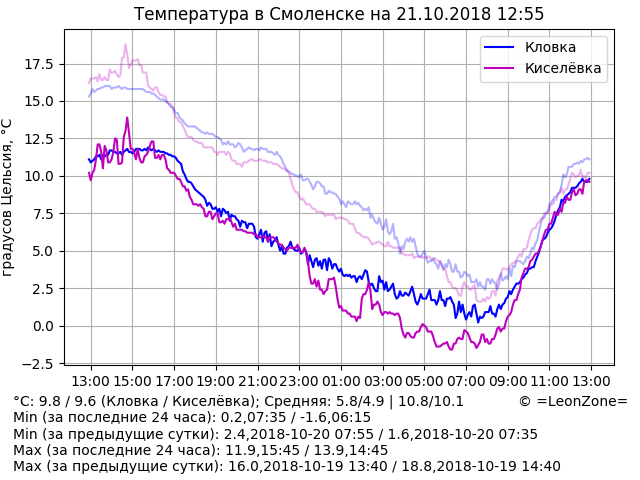 Температура в Смоленске на 21.10.2018 12:55
Кловка
Киселёвка
градусов Цельсия, °C
17.5
15.0
12.5
10.0
7.5
5.0
2.5
0.0
−2.5
13:00 15:00 17:00 19:00 21:00 23:00 01:00 03:00 05:00 07:00 09:00 11:00 13:00
°C: 9.8 / 9.6 (Кловка / Киселёвка); Средняя: 5.8/4.9 | 10.8/10.1 © =LeonZone=
Min (за последние 24 часа): 0.2,07:35 / -1.6,06:15
Min (за предыдущие сутки): 2.4,2018-10-20 07:55 / 1.6,2018-10-20 07:35
Max (за последние 24 часа): 11.9,15:45 / 13.9,14:45
Max (за предыдущие сутки): 16.0,2018-10-19 13:40 / 18.8,2018-10-19 14:40